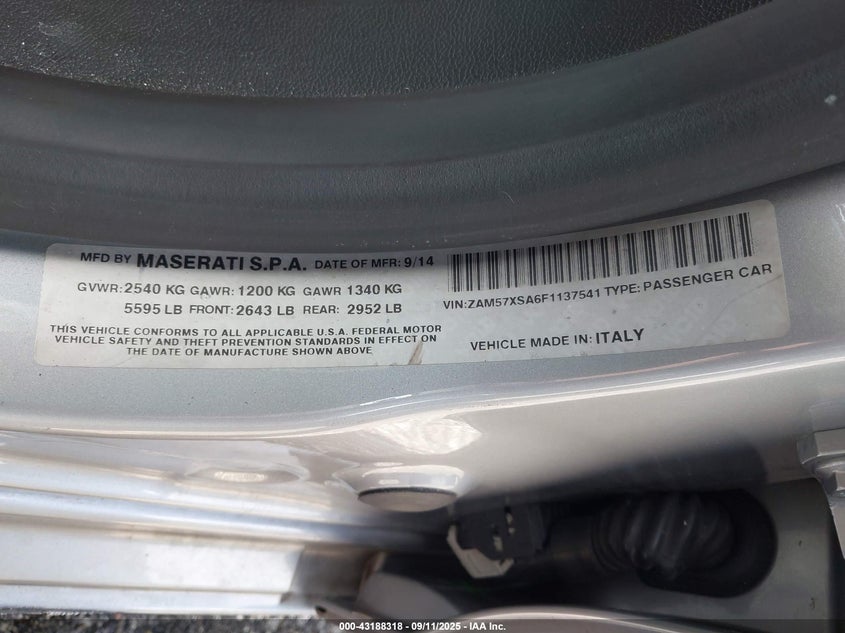 MFD BY MASERATI S.P.A. DATE OF MFR: 9/14
GVWR: 2540 KG GAWR: 1200 KG GAWR 1340 KG
5595 LB FRONT: 2643 LB REAR: 2952 LB
THIS VEHICLE CONFORMS TO ALL APPLICABLE U.S.A. FEDERAL MOTOR
VEHICLE SAFETY AND THEFT PREVENTION STANDARDS IN EFFECT ON
THE DATE OF MANUFACTURE SHOWN ABOVE
VIN: ZAM57XSA6F1137541 TYPE: PASSENGER CAR
VEHICLE MADE IN: ITALY
000-43188318 - 09/11/2025 - IAA Inc.